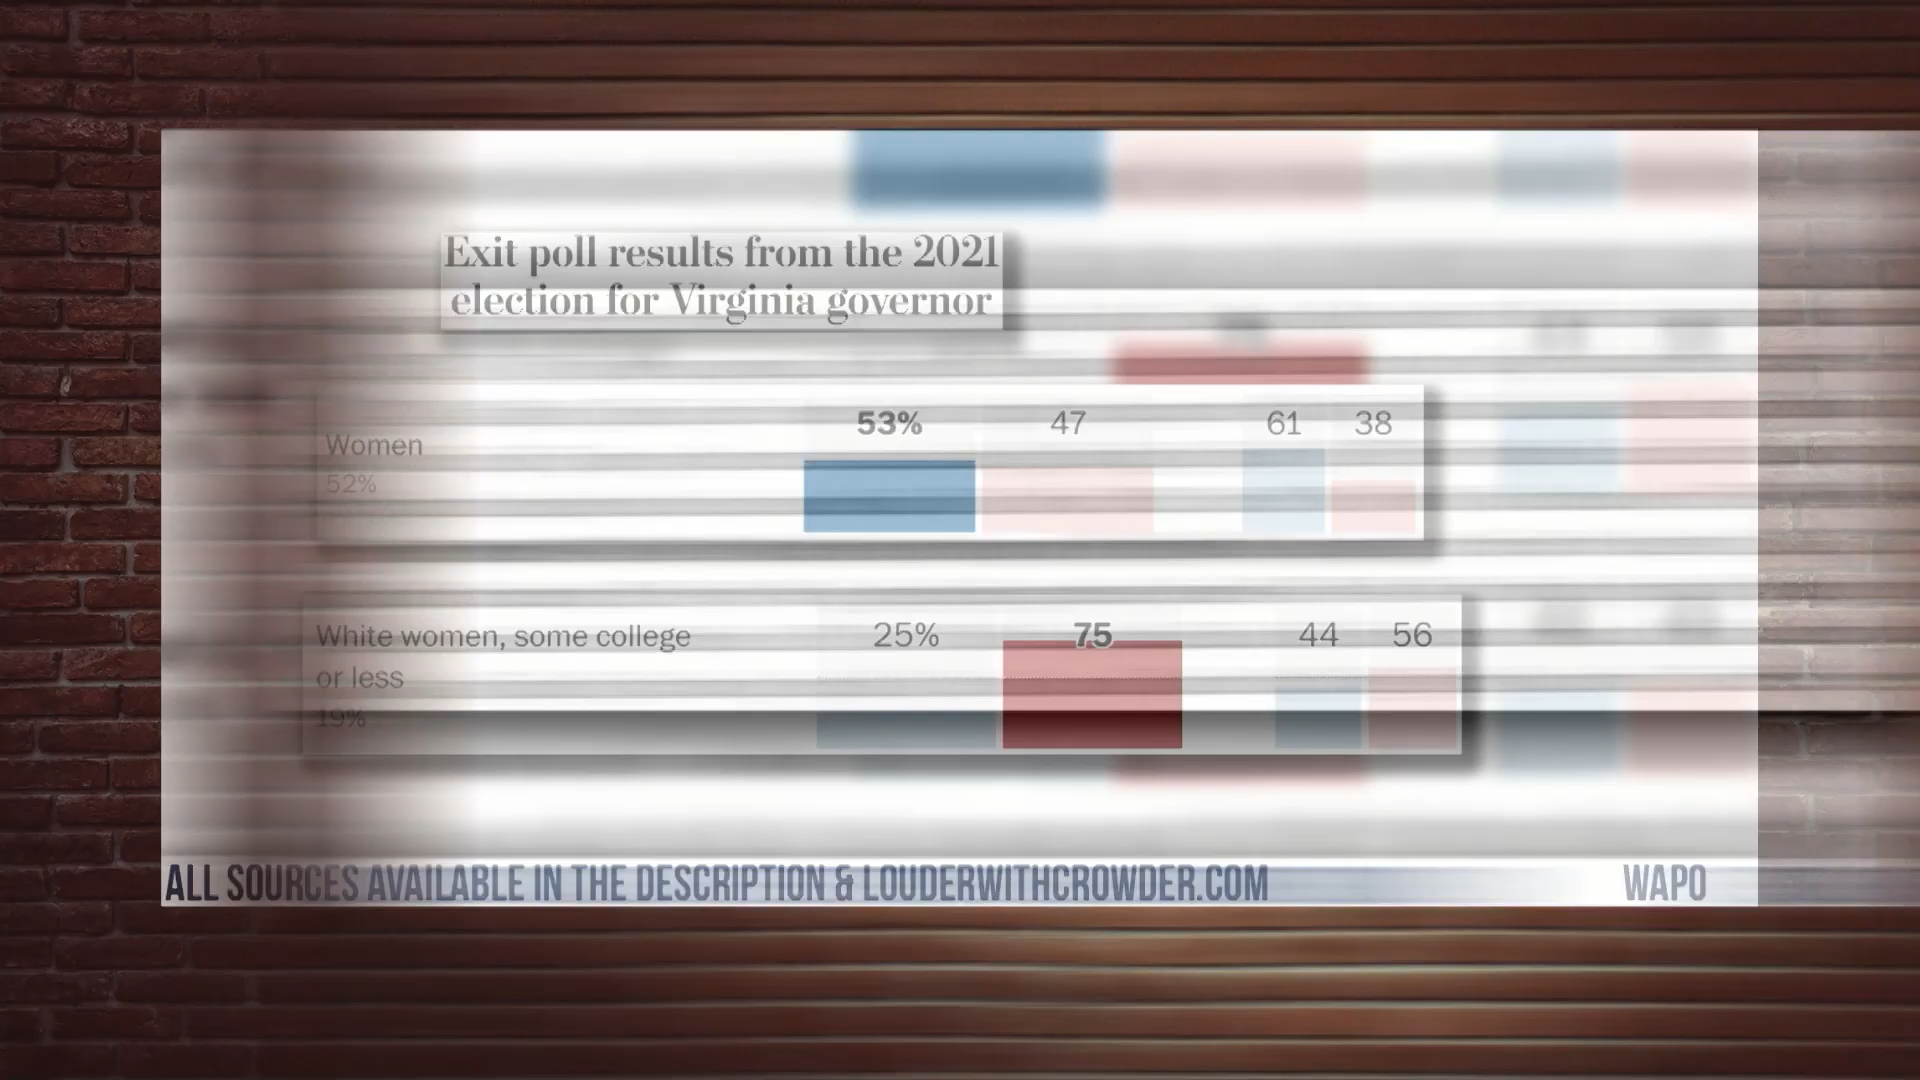 Exit poll results from the 2021
election for Virginia governor
53% 47 61 38
Women
52%
25% 75 44 56
White women, some college
or less
19%
ALL SOURCES AVAILABLE IN THE DESCRIPTION & LOUDERWITHCROWDER.COM WAPO